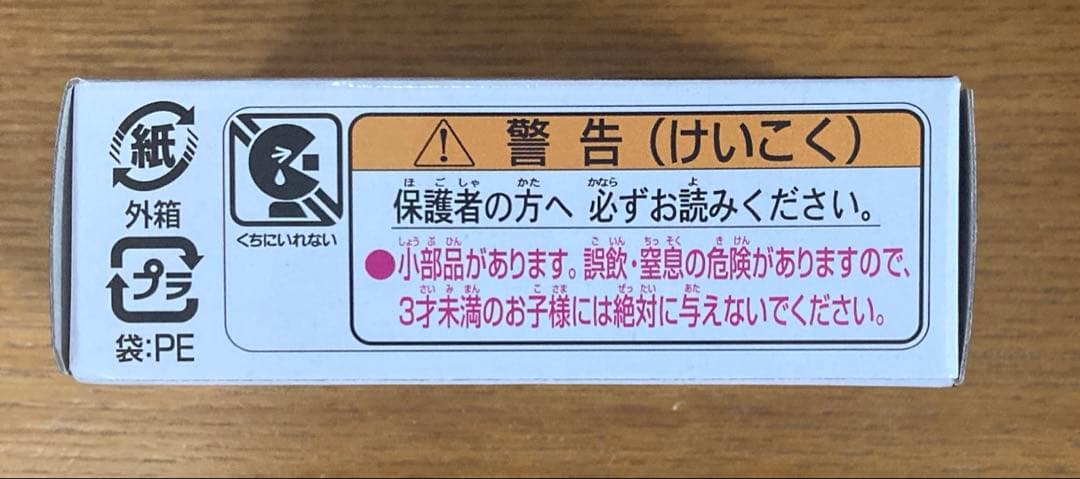 紙
外箱
プラ
袋:PE
くちにいれない
警告(けいこく)
ほごしゃ かた かなら よ
保護者の方へ 必ずお読みください。
しょうぶひん ごいん ちっそく きけん
●小部品があります。誤飲・窒息の危険がありますので、
さいみまん こさま ぜったい あた
3才未満のお子様には絶対に与えないでください。